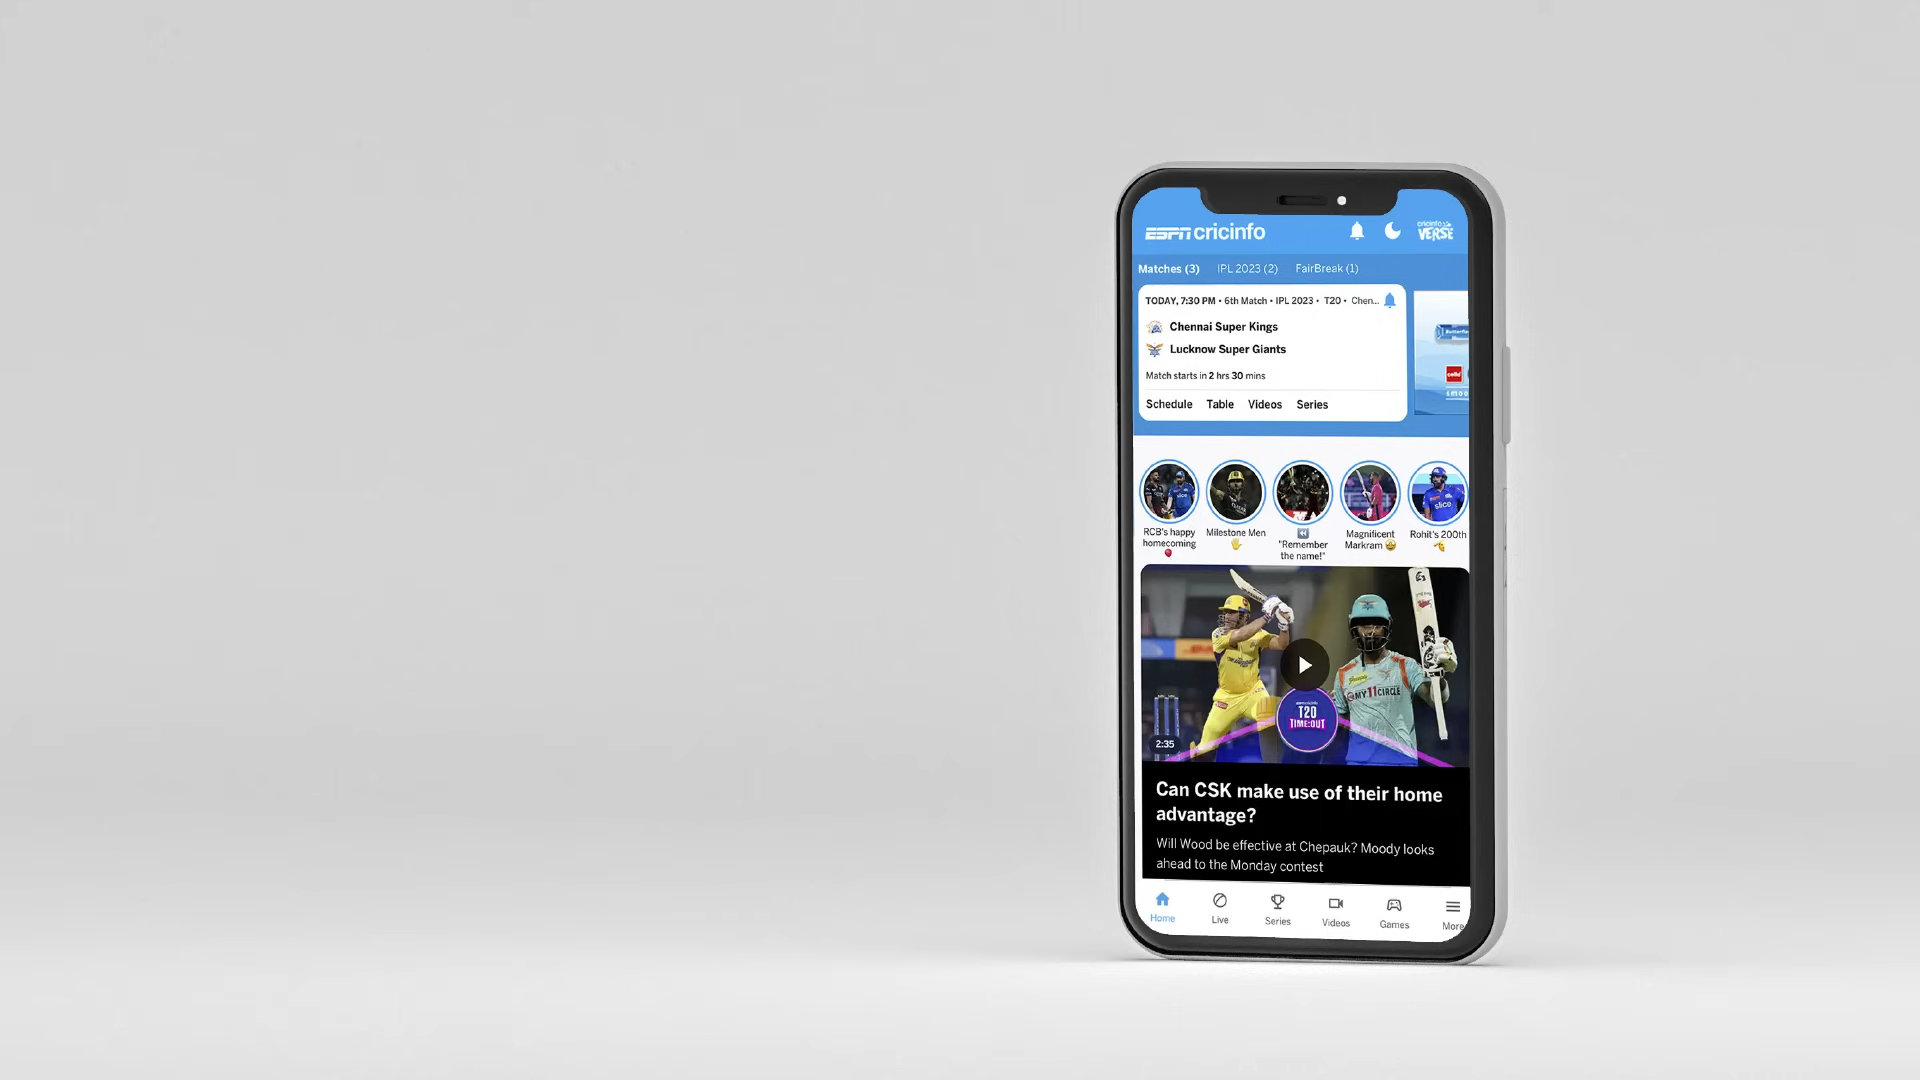 ESPN cricinfo
cricinfo VERSE
Matches (3) IPL 2023 (2) FairBreak (1)
TODAY, 7:30 PM • 6th Match • IPL 2023 • T20 • Chen...
Chennai Super Kings
Lucknow Super Giants
Match starts in 2 hrs 30 mins
Schedule Table Videos Series
slice
RCB's happy homecoming
Milestone Men
"Remember the name!"
Magnificent Markram
Rohit's 200th
MY11CIRCLE
T20
TIME:OUT
2:35
Can CSK make use of their home
advantage?
Will Wood be effective at Chepauk? Moody looks
ahead to the Monday contest
Home Live Series Videos Games More